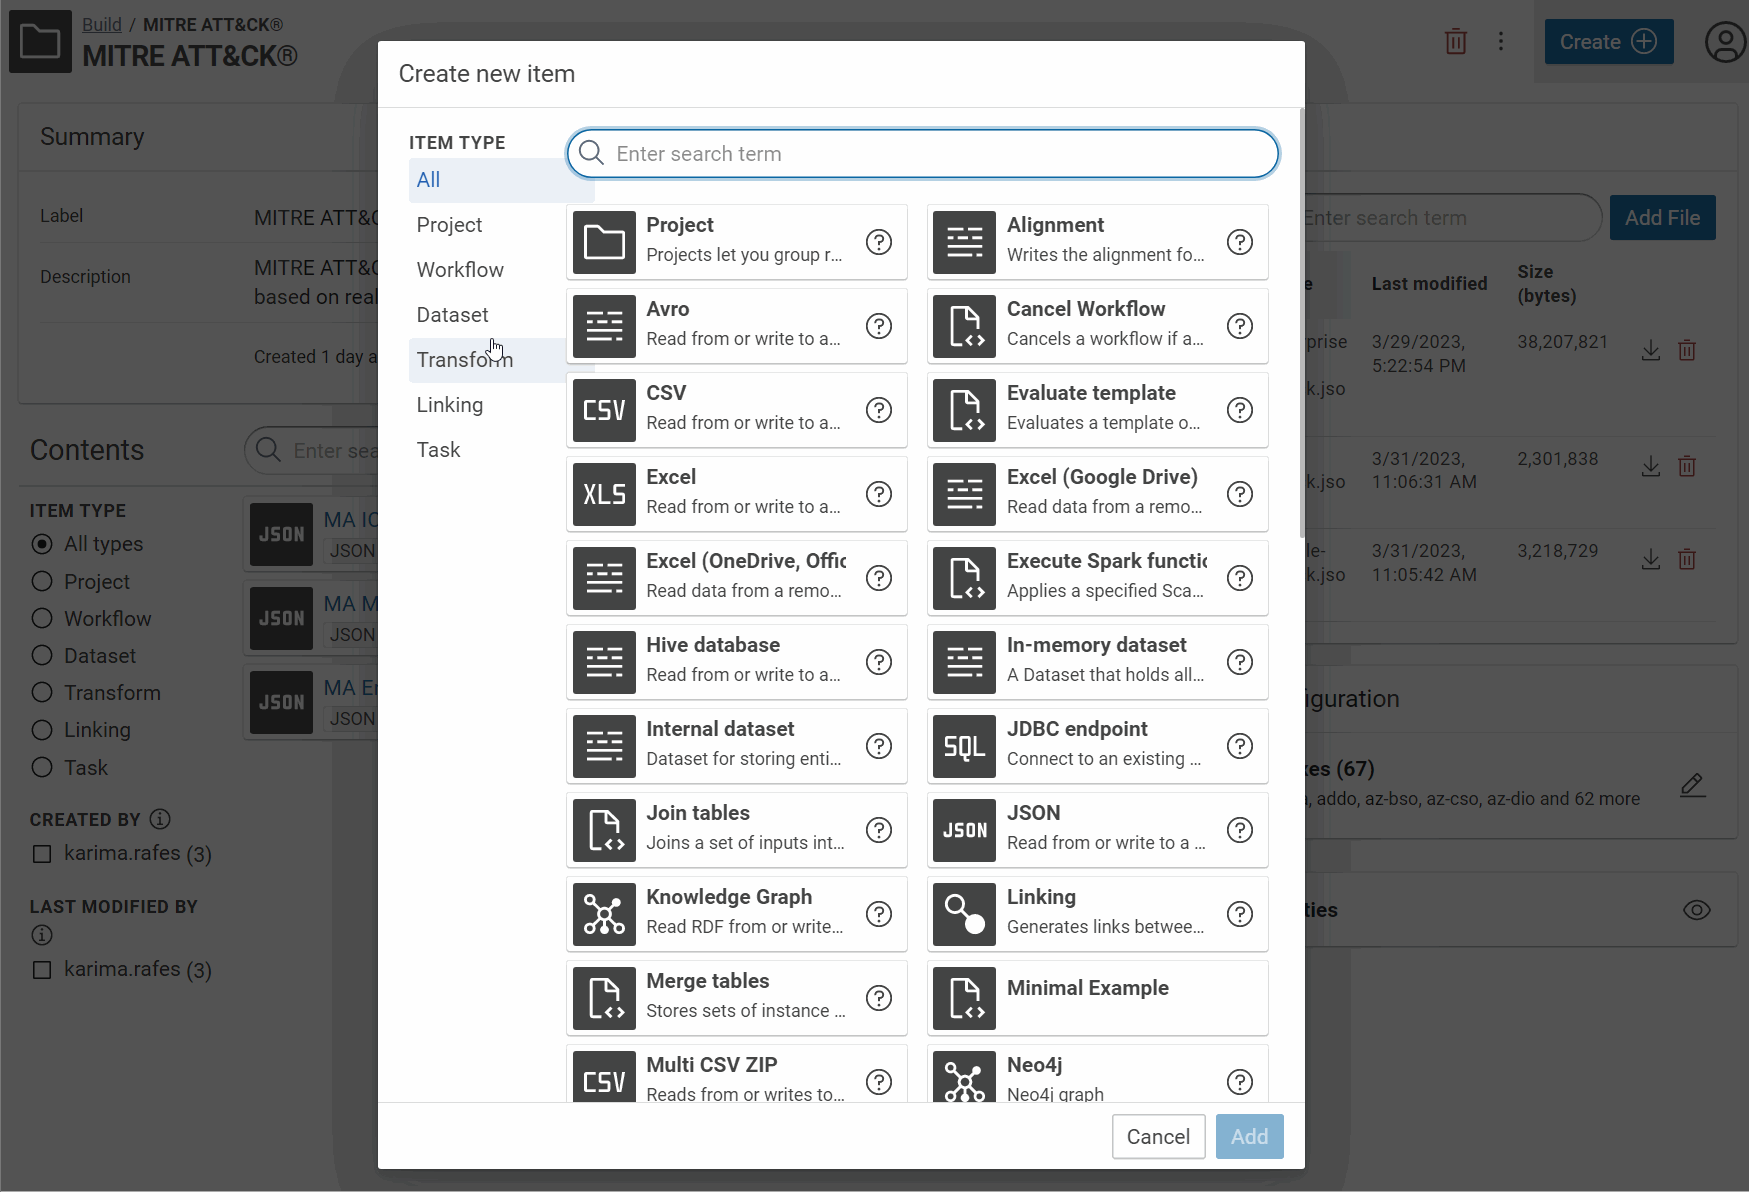 Build / MITRE ATT&CK®
MITRE ATT&CK®
Create
Summary
Label
MITRE ATT&C
Description
MITRE ATT&C
based on real
Created 1 day a
Contents
Enter sea
ITEM TYPE
All types
Project
Workflow
Dataset
Transform
Linking
Task
CREATED BY
karima.rafes (3)
LAST MODIFIED BY
karima.rafes (3)
JSON
MA IC
JSON
JSON
MA M
JSON
JSON
MA En
JSON
Create new item
ITEM TYPE
All
Project
Workflow
Dataset
Transform
Linking
Task
Enter search term
Project
Projects let you group r...
Alignment
Writes the alignment fo...
Avro
Read from or write to a...
Cancel Workflow
Cancels a workflow if a...
CSV
CSV
Read from or write to a...
Evaluate template
Evaluates a template o...
XLS
Excel
Read from or write to a...
Excel (Google Drive)
Read data from a remo...
Excel (OneDrive, Offic
Read data from a remo...
Execute Spark functio
Applies a specified Sca...
Hive database
Read from or write to a...
In-memory dataset
A Dataset that holds all...
Internal dataset
Dataset for storing enti...
SQL
JDBC endpoint
Connect to an existing ...
Join tables
Joins a set of inputs int...
JSON
JSON
Read from or write to a ...
Knowledge Graph
Read RDF from or write...
Linking
Generates links betwee...
Merge tables
Stores sets of instance ...
Minimal Example
CSV
Multi CSV ZIP
Reads from or writes to...
Neo4j
Neo4j graph
Cancel
Add
Enter search term
Add File
e
Last modified
Size
(bytes)
rprise
k.jso
3/29/2023,
5:22:54 PM
38,207,821
k.jso
3/31/2023,
11:06:31 AM
2,301,838
le-
k.jso
3/31/2023,
11:05:42 AM
3,218,729
iguration
xes (67)
, addo, az-bso, az-cso, az-dio and 62 more
ties